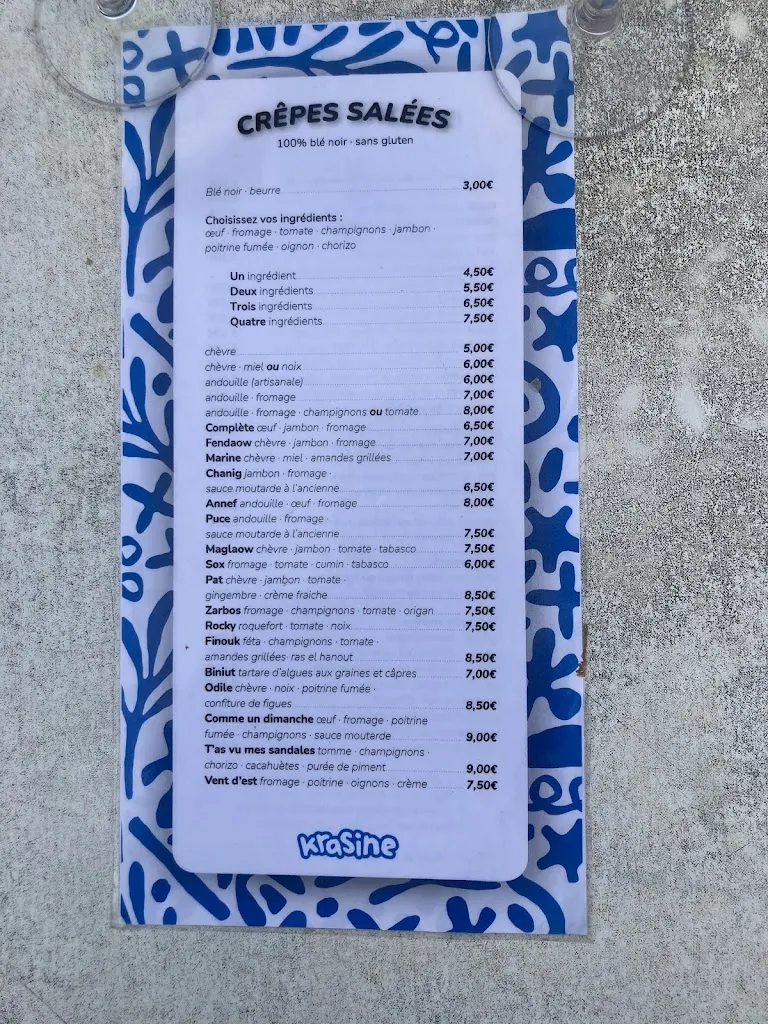 CRÊPES SALÉES
100% blé noir · sans gluten
Blé noir · beurre 3,00€
Choisissez vos ingrédients :
œuf · fromage · tomate · champignons · jambon ·
poitrine fumée · oignon · chorizo
Un ingrédient 4,50€
Deux ingrédients 5,50€
Trois ingrédients 6,50€
Quatre ingrédients 7,50€
chèvre 5,00€
chèvre · miel ou noix 6,00€
andouille (artisanale) 6,00€
andouille · fromage 7,00€
andouille · fromage · champignons ou tomate 8,00€
Complète œuf · jambon · fromage 6,50€
Fendaow chèvre · jambon · fromage 7,00€
Marine chèvre · miel · amandes grillées 7,00€
Chanig jambon · fromage ·
sauce moutarde à l'ancienne 6,50€
Annef andouille · œuf · fromage 8,00€
Puce andouille · fromage ·
sauce moutarde à l'ancienne 7,50€
Maglaow chèvre · jambon · tomate · tabasco 7,50€
Sox fromage · tomate · cumin · tabasco 6,00€
Pat chèvre · jambon · tomate ·
gingembre · crème fraiche 8,50€
Zarbos fromage · champignons · tomate · origan 7,50€
Rocky roquefort · tomate · noix 7,50€
Finouk féta · champignons · tomate ·
amandes grillées · ras el hanout 8,50€
Biniut tartare d'algues aux graines et câpres 7,00€
Odile chèvre · noix · poitrine fumée ·
confiture de figues 8,50€
Comme un dimanche œuf · fromage · poitrine
fumée · champignons · sauce moutarde 9,00€
T'as vu mes sandales tomme · champignons ·
chorizo · cacahuètes · purée de piment 9,00€
Vent d'est fromage · poitrine · oignons · crème 7,50€
krasine